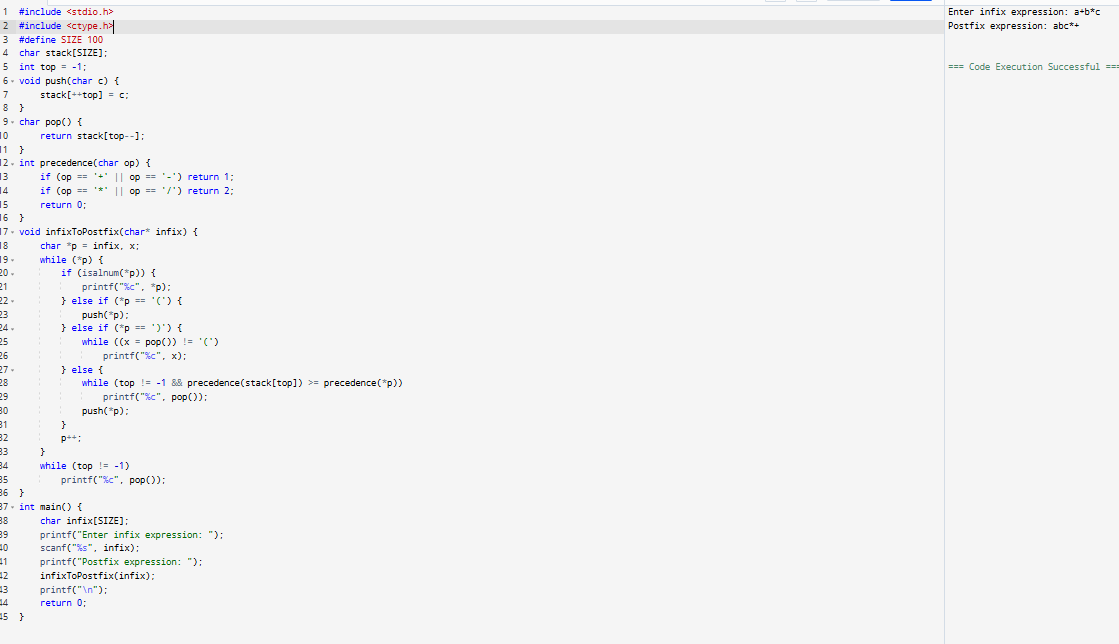 1 #include <stdio.h>
2 #include <ctype.h>
3 #define SIZE 100
4 char stack[SIZE];
5 int top = -1;
6 void push(char c) {
7     stack[++top] = c;
8 }
9 char pop() {
10     return stack[top--];
11 }
12 int precedence(char op) {
13     if (op == '+' || op == '-') return 1;
14     if (op == '*' || op == '/') return 2;
15     return 0;
16 }
17 void infixToPostfix(char* infix) {
18     char *p = infix, x;
19     while (*p) {
20         if (isalnum(*p)) {
21             printf("%c", *p);
22         } else if (*p == '(') {
23             push(*p);
24         } else if (*p == ')') {
25             while ((x = pop()) != '(')
26                 printf("%c", x);
27         } else {
28             while (top != -1 && precedence(stack[top]) >= precedence(*p))
29                 printf("%c", pop());
30             push(*p);
31         }
32         p++;
33     }
34     while (top != -1)
35         printf("%c", pop());
36 }
37 int main() {
38     char infix[SIZE];
39     printf("Enter infix expression: ");
40     scanf("%s", infix);
41     printf("Postfix expression: ");
42     infixToPostfix(infix);
43     printf("\n");
44     return 0;
45 }
Enter infix expression: a+b*c
Postfix expression: abc*+
=== Code Execution Successful ===